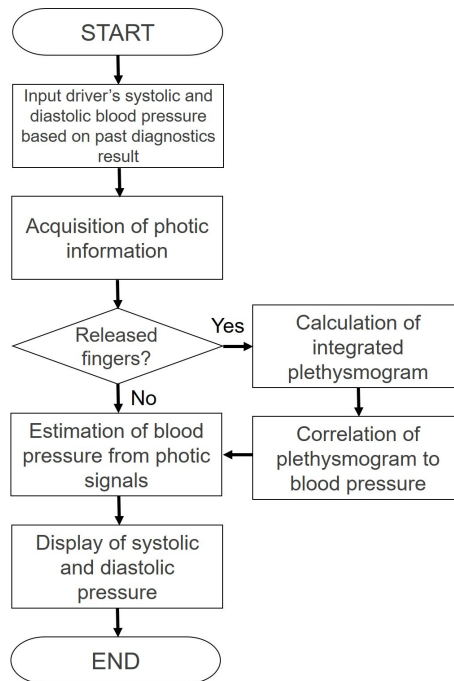 START
Input driver's systolic and
diastolic blood pressure
based on past diagnostics
result
Acquisition of photic
information
Released
fingers?
Yes
No
Calculation of
integrated
plethysmogram
Correlation of
plethysmogram to
blood pressure
Estimation of blood
pressure from photic
signals
Display of systolic
and diastolic
pressure
END